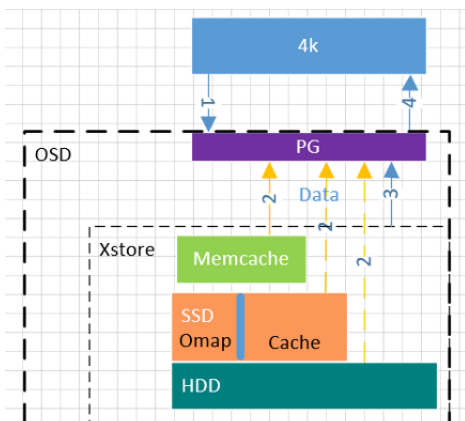 4k
1
4
PG
OSD
2
Data
2
3
2
Xstore
Memcache
SSD
Omap
Cache
HDD